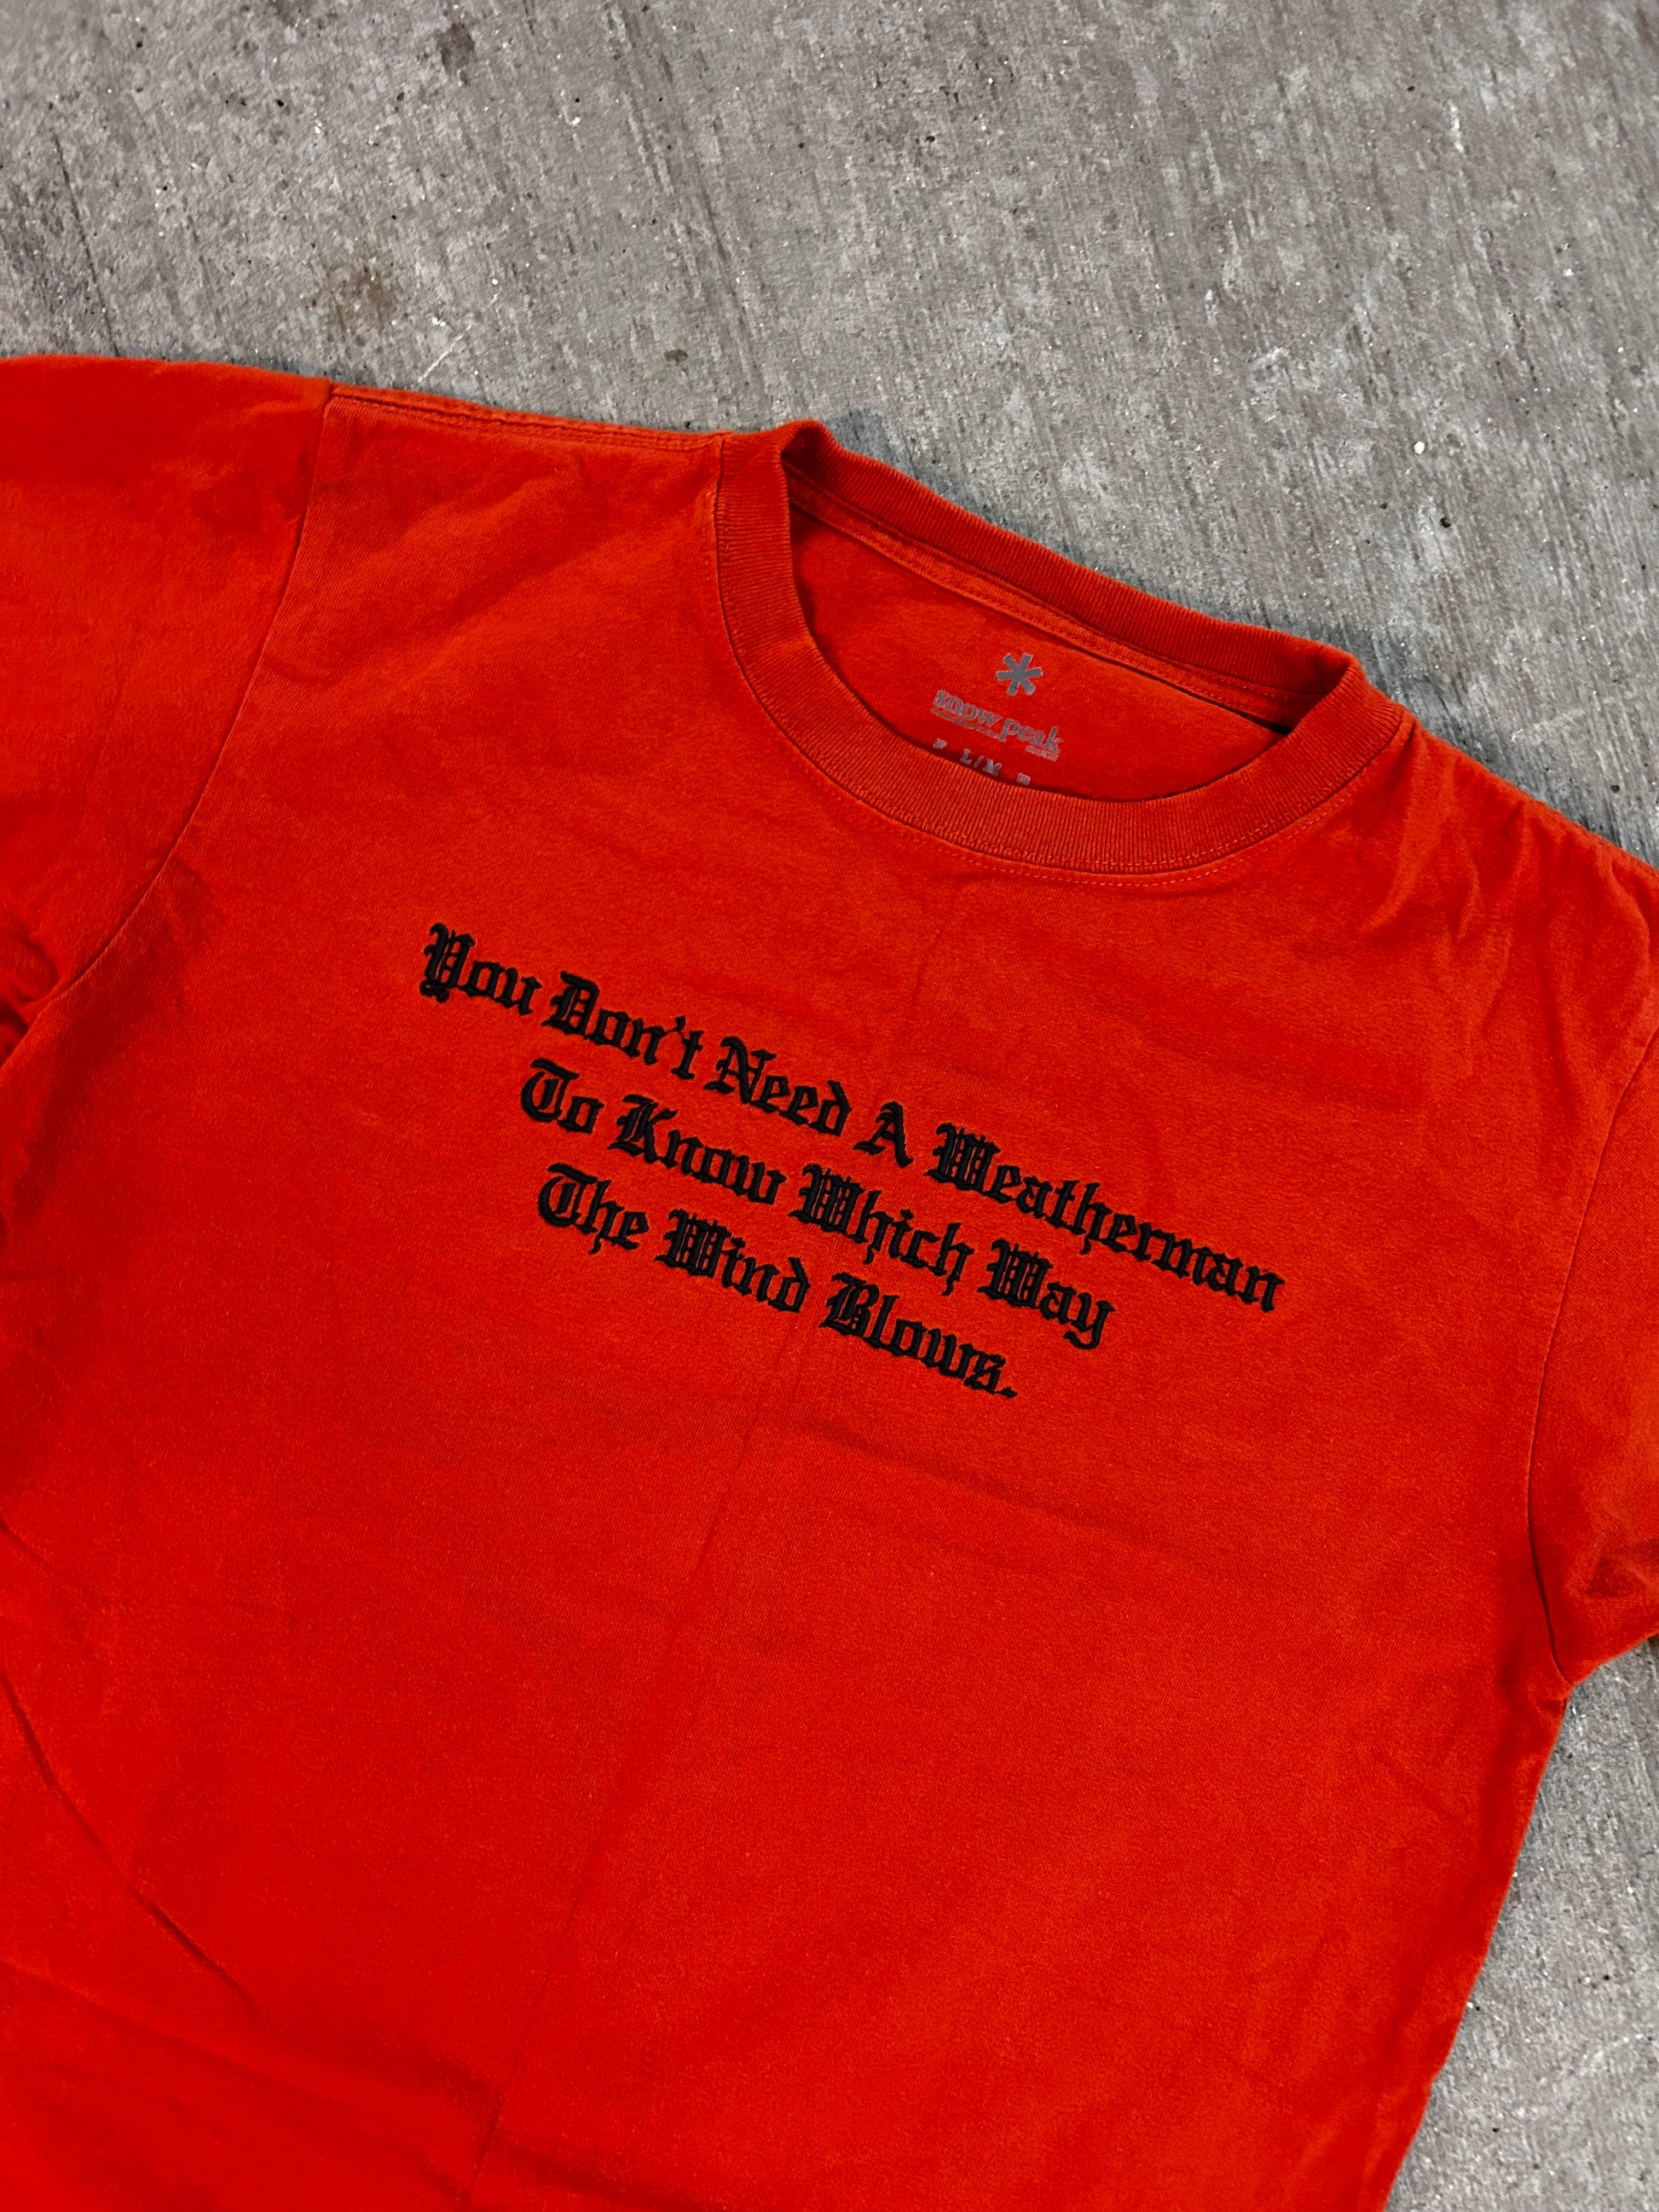 snow peak
L/M
You Don't Need A Weatherman
To Know Which Way
The Wind Blows.